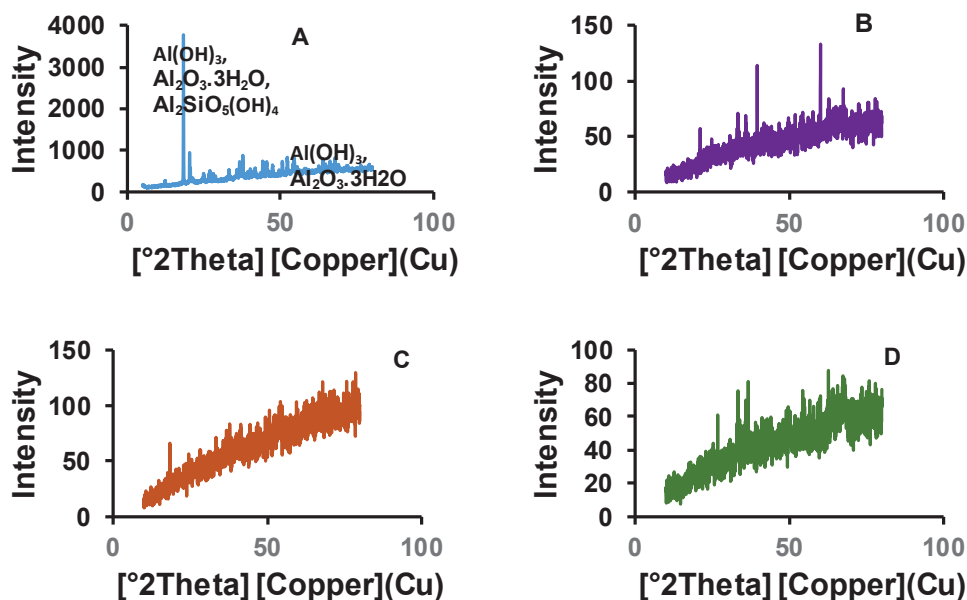 A
4000
3000
2000
1000
0
Intensity
Al(OH)₃,
Al₂O₃.3H₂O,
Al₂SiO₅(OH)₄
Al(OH)₃,
Al₂O₃.3H2O
0 50 100
[°2Theta] [Copper](Cu)
B
150
100
50
0
Intensity
0 50 100
[°2Theta] [Copper](Cu)
C
150
100
50
0
Intensity
0 50 100
[°2Theta] [Copper](Cu)
D
100
80
60
40
20
0
Intensity
0 50 100
[°2Theta] [Copper](Cu)